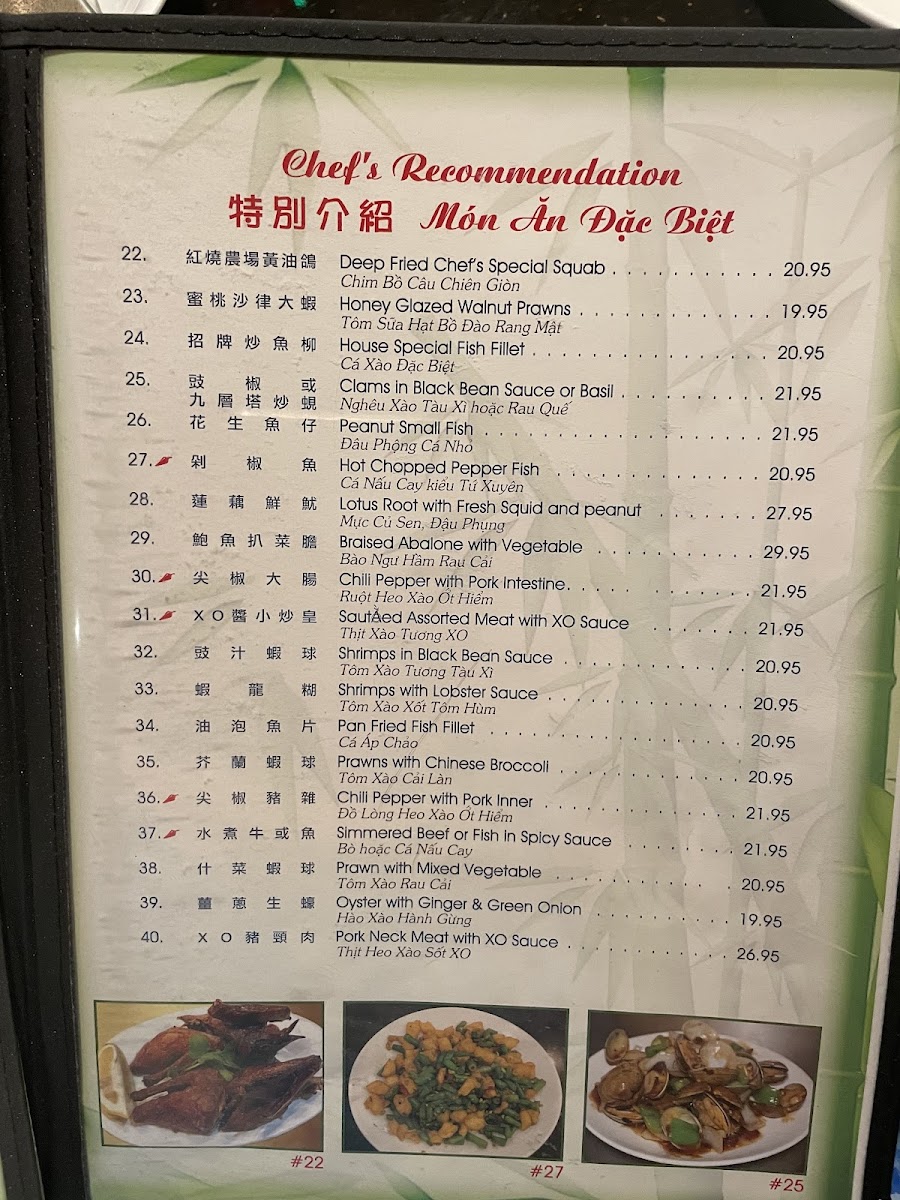 Chef's Recommendation
特別介紹 Món Ăn Đặc Biệt
22. 紅燒農場黃油鴿 Deep Fried Chef's Special Squab . . . . . . . . . . . . 20.95
Chim Bồ Câu Chiên Giòn
23. 蜜桃沙律大蝦 Honey Glazed Walnut Prawns . . . . . . . . . . . . . . 19.95
Tôm Sữa Hạt Bồ Đào Rang Mật
24. 招牌炒魚柳 House Special Fish Fillet . . . . . . . . . . . . . . . . . 20.95
Cá Xào Đặc Biệt
25. 豉椒或 Clams in Black Bean Sauce or Basil . . . . . . . . . . . 21.95
九層塔炒蜆 Nghêu Xào Tàu Xì hoặc Rau Quế
26. 花生魚仔 Peanut Small Fish . . . . . . . . . . . . . . . . . . . . 21.95
Đâu Phộng Cá Nho
27. 剁椒魚 Hot Chopped Pepper Fish . . . . . . . . . . . . . . . 20.95
Cá Nấu Cay kiểu Tứ Xuyên
28. 蓮藕鮮魷 Lotus Root with Fresh Squid and peanut . . . . . . . . 27.95
Mực Củ Sen, Đậu Phụng
29. 鮑魚扒菜膽 Braised Abalone with Vegetable . . . . . . . . . . . . 29.95
Bào Ngư Hầm Rau Cải
30. 尖椒大腸 Chili Pepper with Pork Intestine. . . . . . . . . . . . . 21.95
Ruột Heo Xào Ớt Hiểm
31. XO醬小炒皇 SautẰed Assorted Meat with XO Sauce . . . . . . . . 21.95
Thịt Xào Tương XO
32. 豉汁蝦球 Shrimps in Black Bean Sauce . . . . . . . . . . . . . . 20.95
Tôm Xào Tương Tàu Xì
33. 蝦龍糊 Shrimps with Lobster Sauce . . . . . . . . . . . . . . . 20.95
Tôm Xào Xốt Tôm Hùm
34. 油泡魚片 Pan Fried Fish Fillet . . . . . . . . . . . . . . . . . . . 20.95
Cá Áp Chảo
35. 芥蘭蝦球 Prawns with Chinese Broccoli . . . . . . . . . . . . . . 20.95
Tôm Xào Cải Làn
36. 尖椒豬雜 Chili Pepper with Pork Inner . . . . . . . . . . . . . . . 21.95
Đồ Lòng Heo Xào Ớt Hiểm
37. 水煮牛或魚 Simmered Beef or Fish in Spicy Sauce . . . . . . . . 21.95
Bò hoặc Cá Nấu Cay
38. 什菜蝦球 Prawn with Mixed Vegetable . . . . . . . . . . . . . 20.95
Tôm Xào Rau Cải
39. 薑蔥生蠔 Oyster with Ginger & Green Onion . . . . . . . . . . 19.95
Hào Xào Hành Gừng
40. XO豬頸肉 Pork Neck Meat with XO Sauce . . . . . . . . . . . . 26.95
Thịt Heo Xào Sốt XO
#22
#27
#25